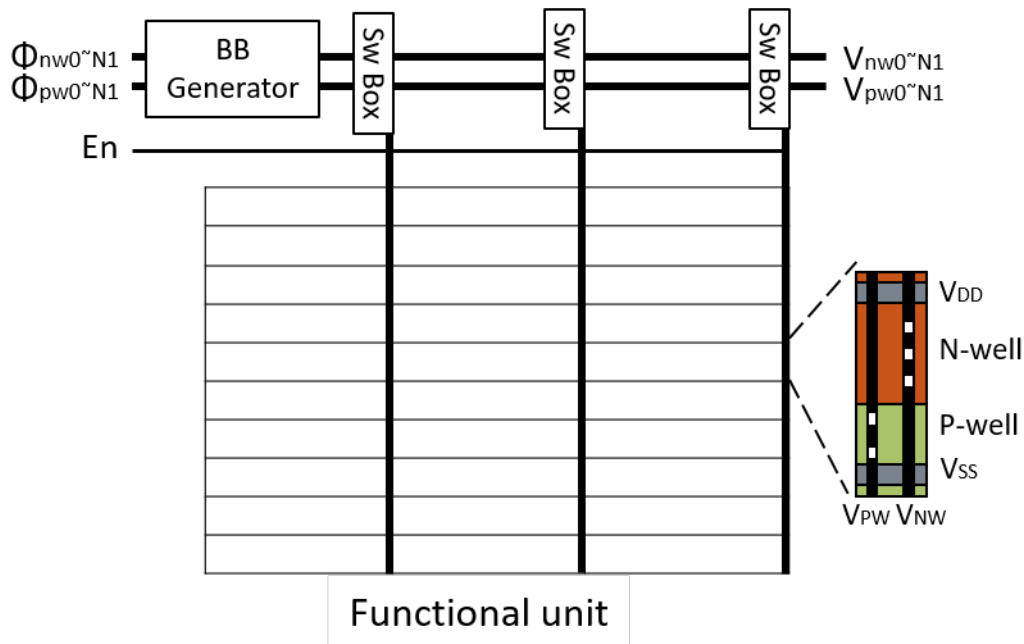 BB
Generator
Sw Box
Sw Box
Sw Box
Φnw0~N1
Φpw0~N1
Vnw0~N1
Vpw0~N1
En
VDD
N-well
P-well
VSS
VPW VNW
Functional unit